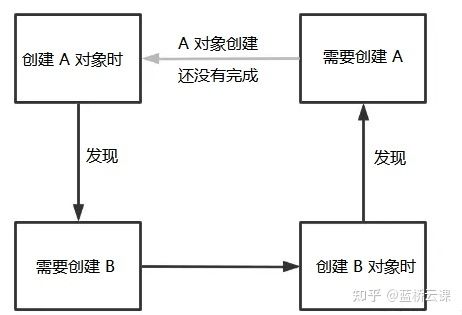 创建 A 对象时
A 对象创建
还没有完成
需要创建 A
发现
发现
需要创建 B
创建 B 对象时
知乎 @蓝桥云课